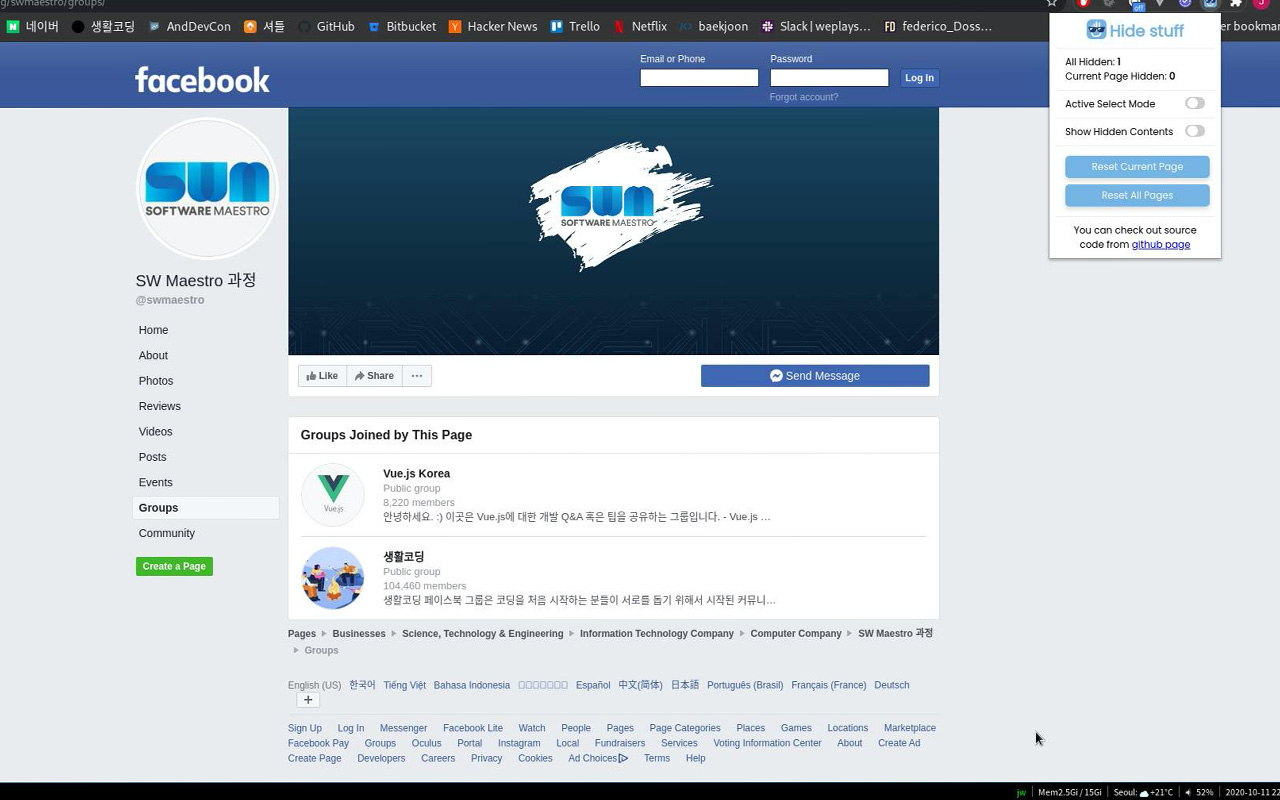 g/swmaestro/groups/
off
J
네이버 생활코딩 AndDevCon 셔틀 GitHub Bitbucket Hacker News Trello Netflix baekjoon Slack | weplays... federico_Doss...
er bookmar
facebook
Email or Phone Password
Log In
Forgot account?
Hide stuff
All Hidden: 1
Current Page Hidden: 0
Active Select Mode
Show Hidden Contents
Reset Current Page
Reset All Pages
You can check out source
code from github page
SWM
SOFTWARE MAESTRO
SWM
SOFTWARE MAESTRO
SW Maestro 과정
@swmaestro
Home
About
Photos
Reviews
Videos
Posts
Events
Groups
Community
Create a Page
Like Share ...
Send Message
Groups Joined by This Page
Vue.js
Vue.js Korea
Public group
8,220 members
안녕하세요. :) 이곳은 Vue.js에 대한 개발 Q&A 혹은 팁을 공유하는 그룹입니다. - Vue.js ...
생활코딩
Public group
104,460 members
생활코딩 페이스북 그룹은 코딩을 처음 시작하는 분들이 서로를 돕기 위해서 시작된 커뮤니...
Pages Businesses Science, Technology & Engineering Information Technology Company Computer Company SW Maestro 과정
Groups
English (US) 한국어 Tiếng Việt Bahasa Indonesia Español 中文(简体) 日本語 Português (Brasil) Français (France) Deutsch
+
Sign Up Log In Messenger Facebook Lite Watch People Pages Page Categories Places Games Locations Marketplace
Facebook Pay Groups Oculus Portal Instagram Local Fundraisers Services Voting Information Center About Create Ad
Create Page Developers Careers Privacy Cookies Ad Choices Terms Help
jw Mem2.5Gi / 15Gi Seoul: +21°C 52% 2020-10-11 22